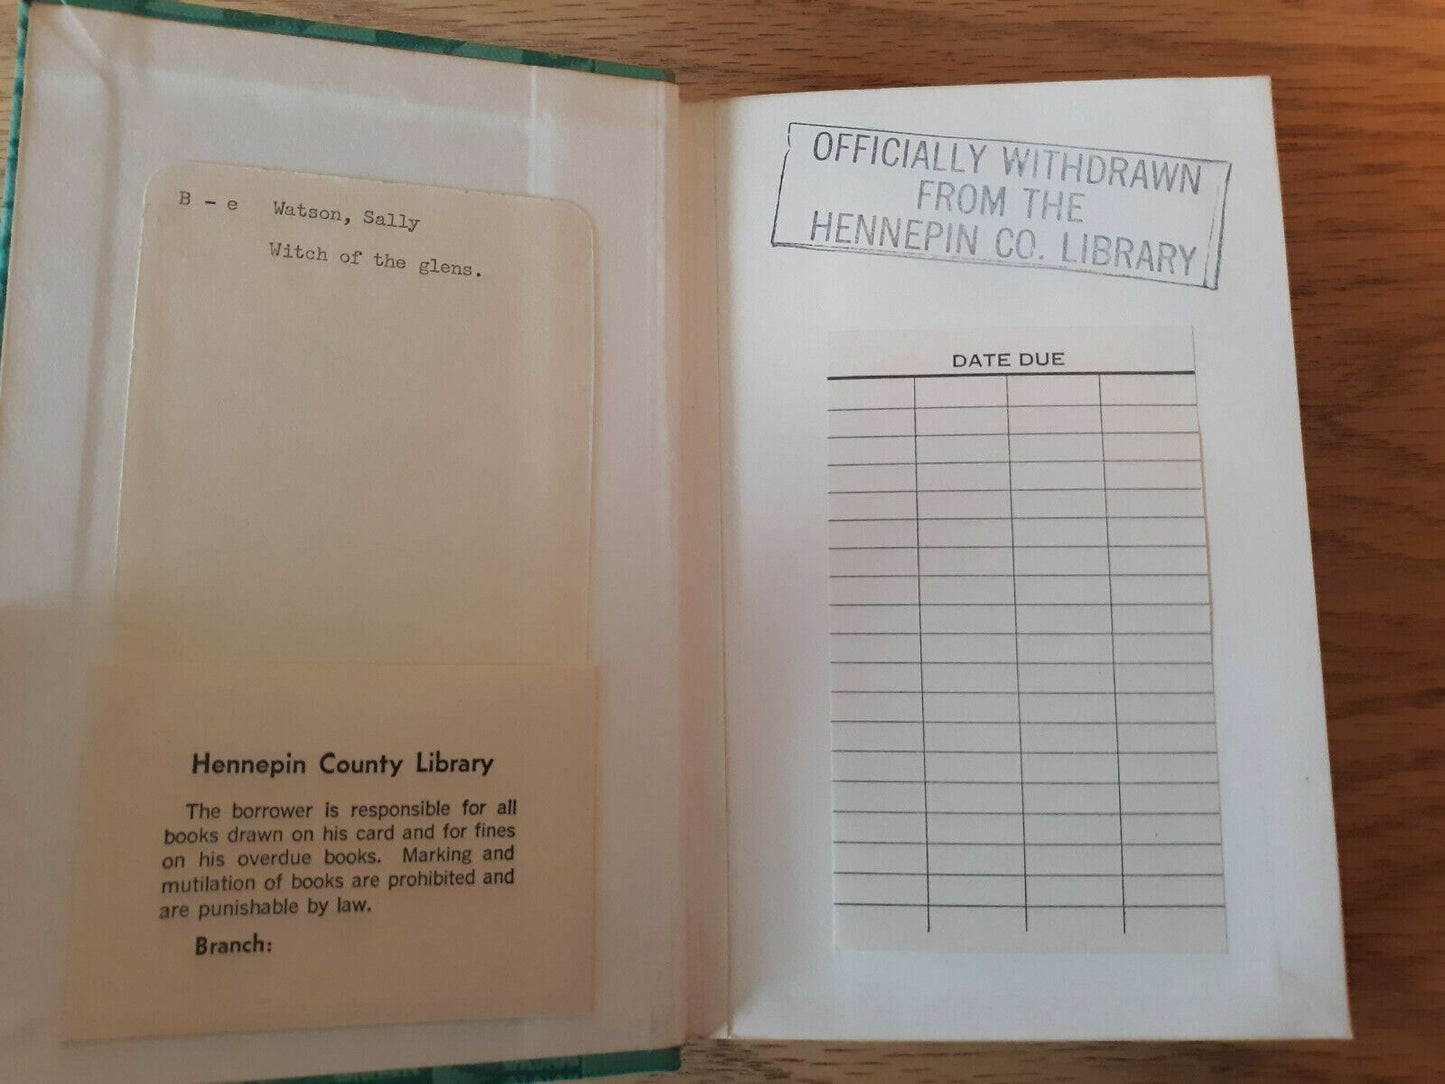 B - e Watson, Sally
Witch of the glens.
Hennepin County Library
The borrower is responsible for all
books drawn on his card and for fines
on his overdue books. Marking and
mutilation of books are prohibited and
are punishable by law.
Branch:
OFFICIALLY WITHDRAWN
FROM THE
HENNEPIN CO. LIBRARY
DATE DUE